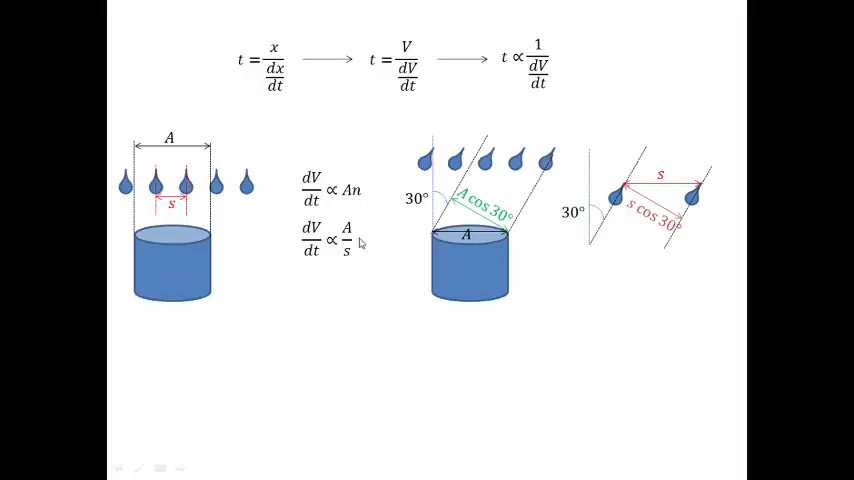 t = x / (dx/dt) ⟶ t = V / (dV/dt) ⟶ t ∝ 1 / (dV/dt)
A
s
dV/dt ∝ An
dV/dt ∝ A/s
30°
A cos 30°
A
30°
s
s cos 30°